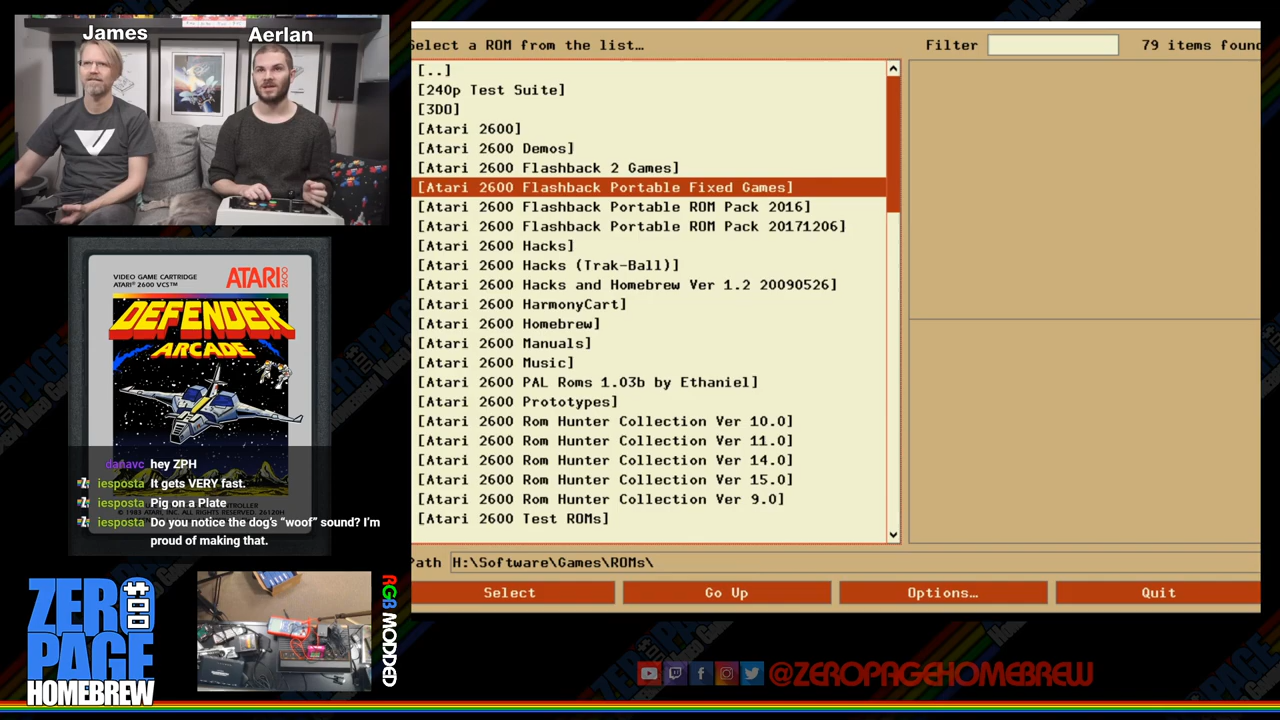 James
Aerlan
VIDEO GAME CARTRIDGE
ATARI® 2600 VCS™
ATARI
2600
DEFENDER
ARCADE
danavc hey ZPH
iesposta It gets VERY fast.
iesposta Pig on a Plate
iesposta Do you notice the dog's "woof" sound? I'm
proud of making that.
ZERO
PAGE
HOMEBREW
RGB MODDED
Select a ROM from the list…
Filter
79 items found
[..]
[240p Test Suite]
[3DO]
[Atari 2600]
[Atari 2600 Demos]
[Atari 2600 Flashback 2 Games]
[Atari 2600 Flashback Portable Fixed Games]
[Atari 2600 Flashback Portable ROM Pack 2016]
[Atari 2600 Flashback Portable ROM Pack 20171206]
[Atari 2600 Hacks]
[Atari 2600 Hacks (Trak-Ball)]
[Atari 2600 Hacks and Homebrew Ver 1.2 20090526]
[Atari 2600 HarmonyCart]
[Atari 2600 Homebrew]
[Atari 2600 Manuals]
[Atari 2600 Music]
[Atari 2600 PAL Roms 1.03b by Ethaniel]
[Atari 2600 Prototypes]
[Atari 2600 Rom Hunter Collection Ver 10.0]
[Atari 2600 Rom Hunter Collection Ver 11.0]
[Atari 2600 Rom Hunter Collection Ver 14.0]
[Atari 2600 Rom Hunter Collection Ver 15.0]
[Atari 2600 Rom Hunter Collection Ver 9.0]
[Atari 2600 Test ROMs]
Path H:\Software\Games\ROMs\
Select
Go Up
Options…
Quit
@ZEROPAGEHOMEBREW